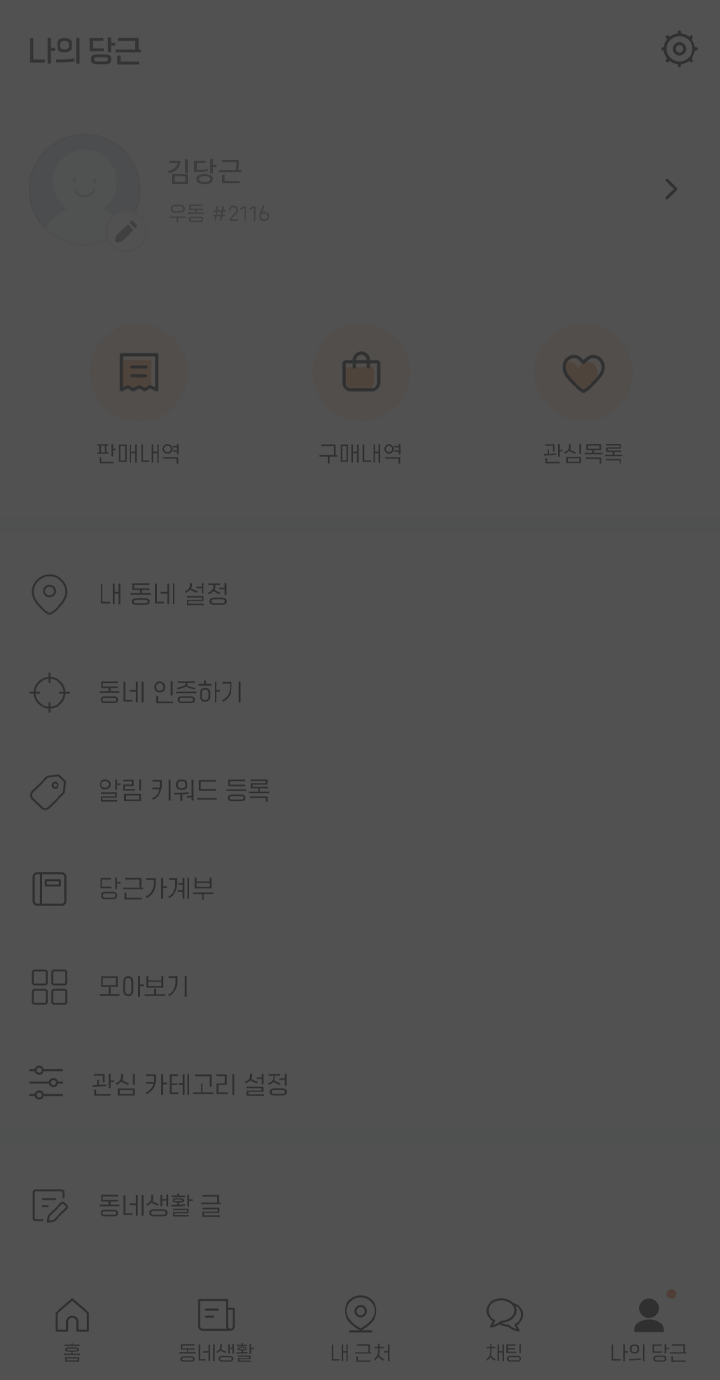 나의 당근
김당근
우동 #2116
판매내역
구매내역
관심목록
내 동네 설정
동네 인증하기
알림 키워드 등록
당근가계부
모아보기
관심 카테고리 설정
동네생활 글
홈
동네생활
내 근처
채팅
나의 당근